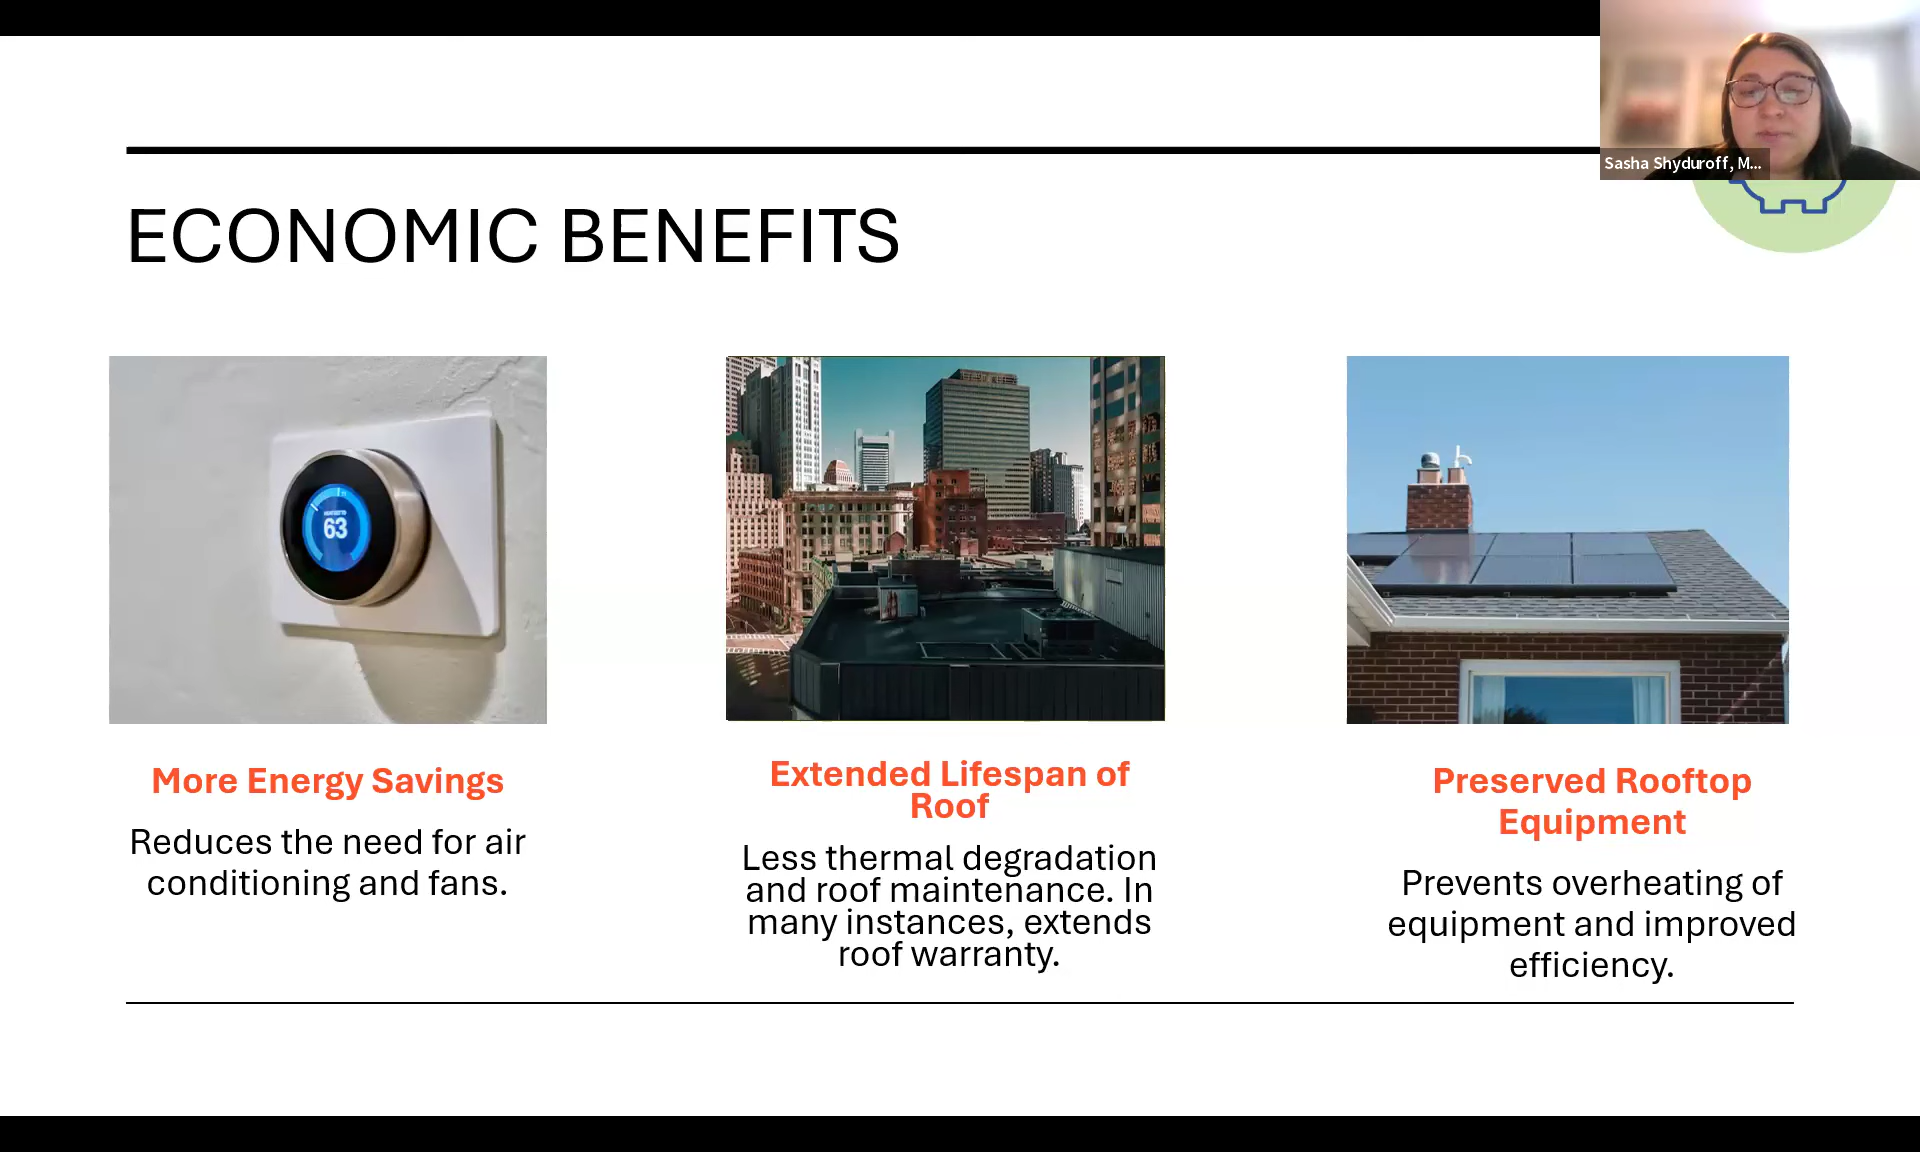 Sasha Shyduroff, M...
ECONOMIC BENEFITS
63
More Energy Savings
Reduces the need for air
conditioning and fans.
Extended Lifespan of
Roof
Less thermal degradation
and roof maintenance. In
many instances, extends
roof warranty.
Preserved Rooftop
Equipment
Prevents overheating of
equipment and improved
efficiency.